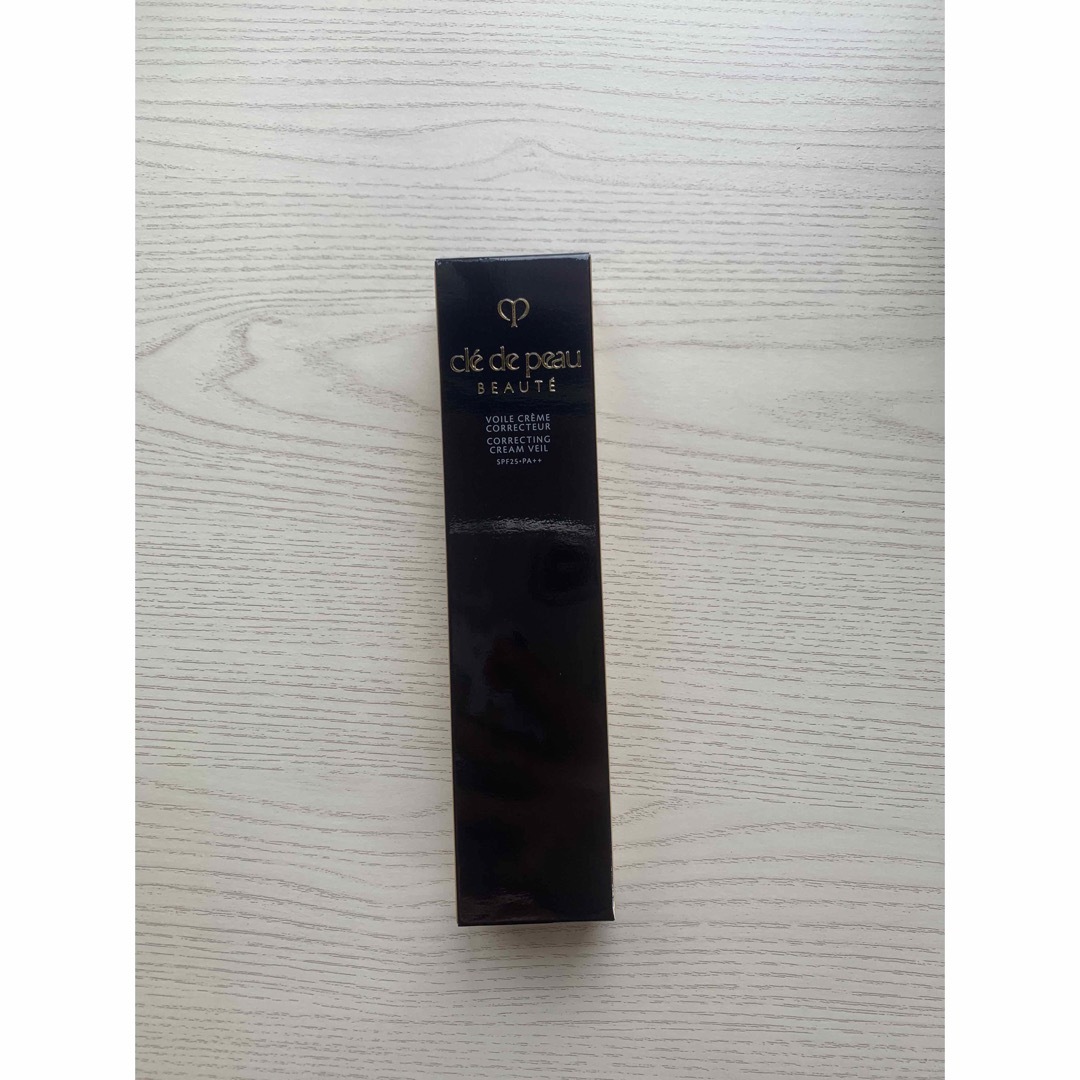 clé de peau
BEAUTÉ
VOILE CRÈME
CORRECTEUR
CORRECTING
CREAM VEIL
SPF25・PA++